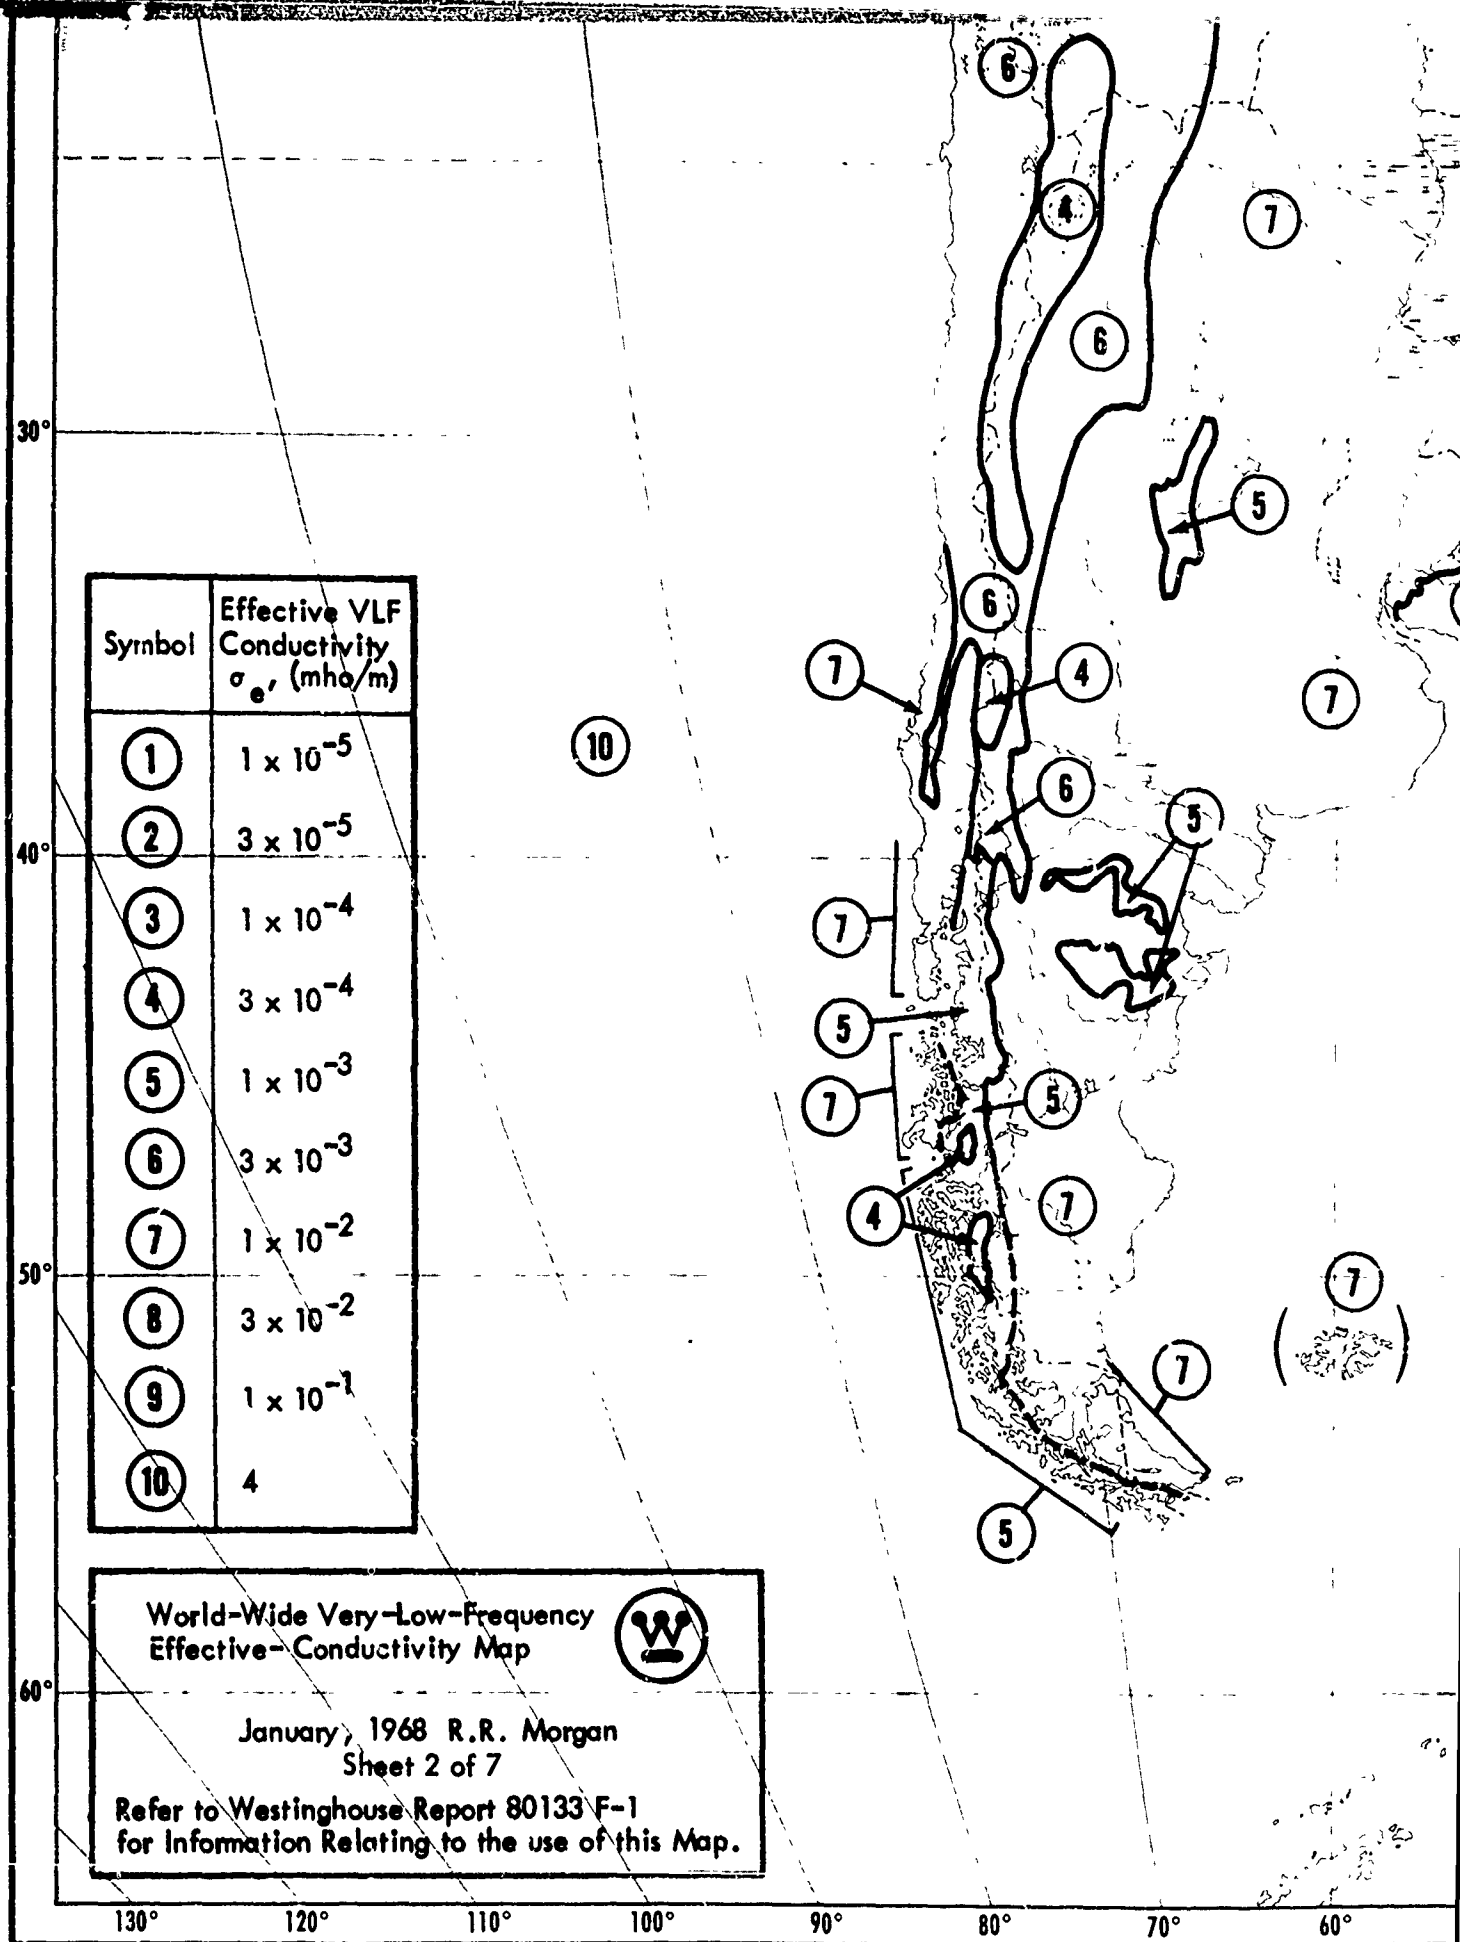 6
4
7
6
30°
5
6
7
4
7
10
6
5
40°
7
5
7
5
4
7
50°
7
7
5
60°
Symbol
Effective VLF
Conductivity
σe, (mho/m)
1 1 x 10-5
2 3 x 10-5
3 1 x 10-4
4 3 x 10-4
5 1 x 10-3
6 3 x 10-3
7 1 x 10-2
8 3 x 10-2
9 1 x 10-1
10 4
World-Wide Very-Low-Frequency
Effective-Conductivity Map
W
January, 1968 R.R. Morgan
Sheet 2 of 7
Refer to Westinghouse Report 80133 F-1
for Information Relating to the use of this Map.
130° 120° 110° 100° 90° 80° 70° 60°